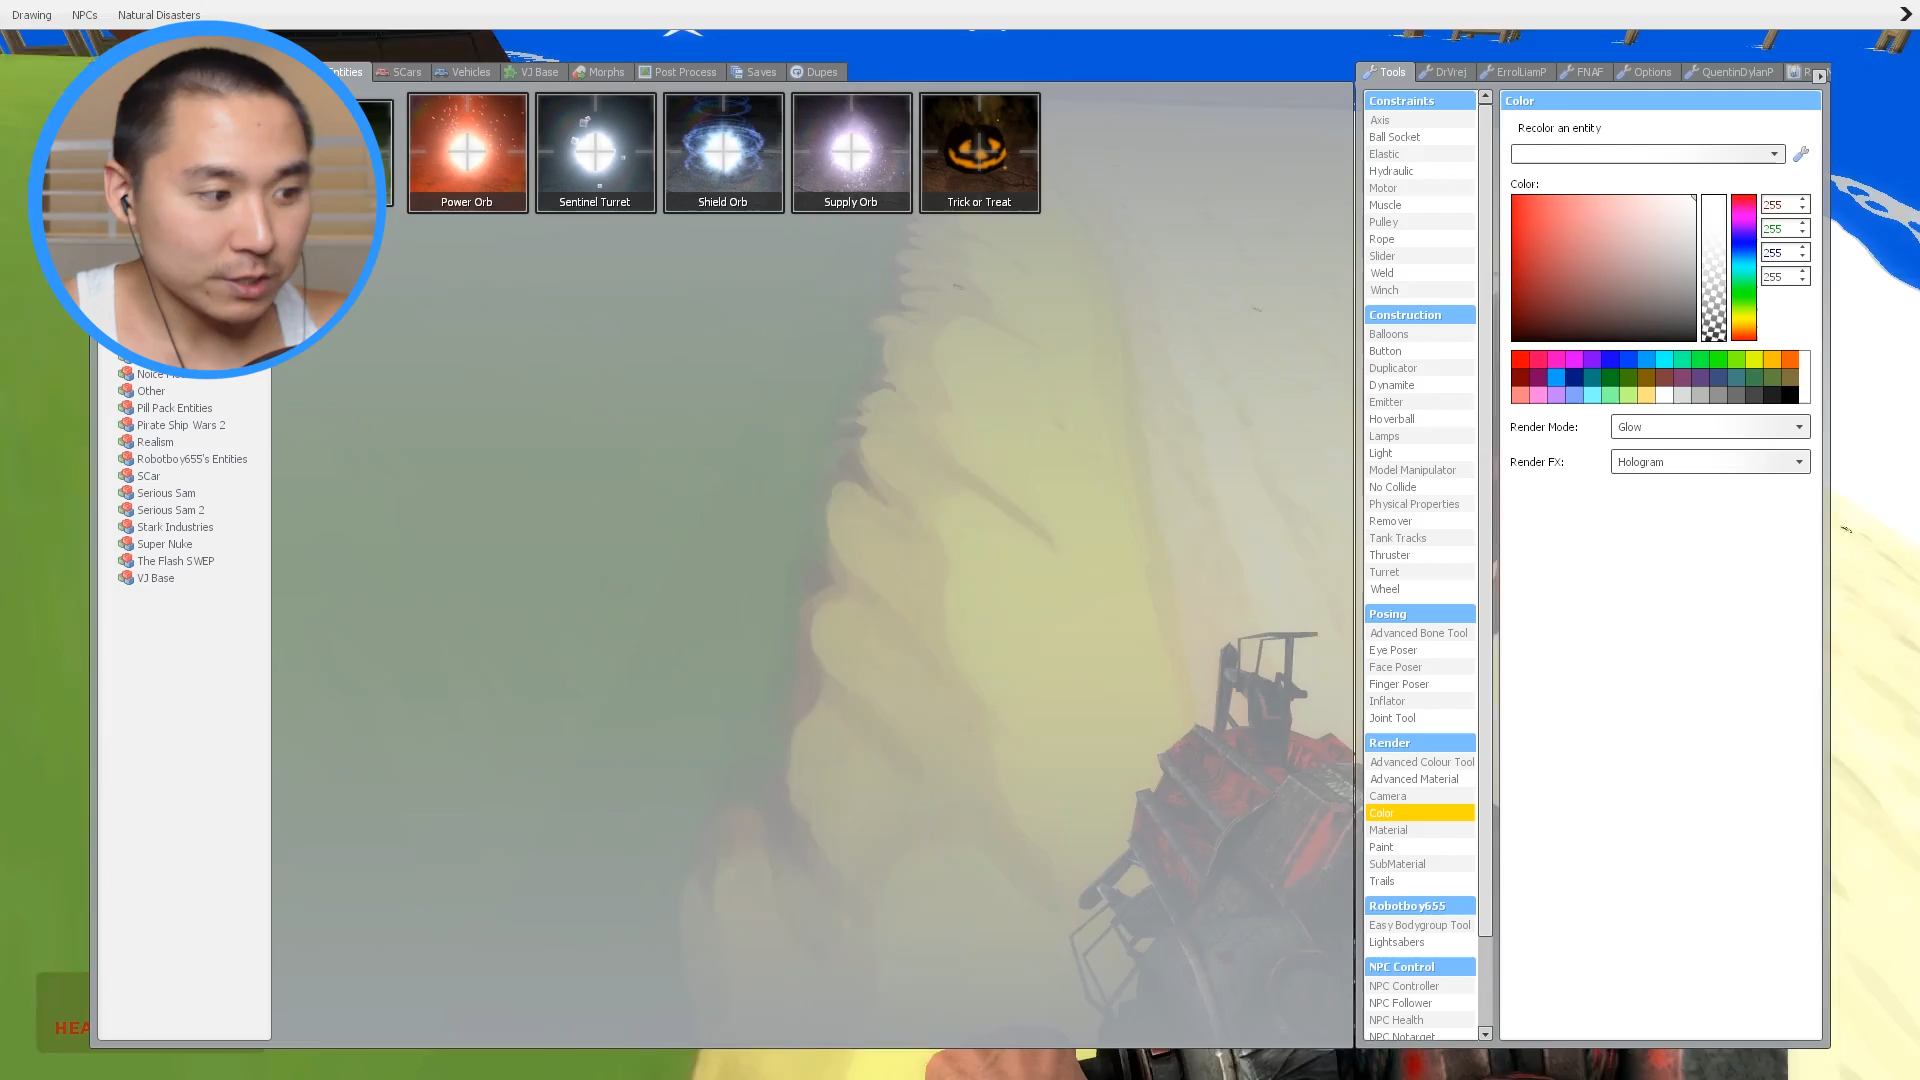 Drawing NPCs Natural Disasters
Entities SCars Vehicles VJ Base Morphs Post Process Saves Dupes
Power Orb
Sentinel Turret
Shield Orb
Supply Orb
Trick or Treat
Other
Pill Pack Entities
Pirate Ship Wars 2
Realism
Robotboy655's Entities
SCar
Serious Sam
Serious Sam 2
Stark Industries
Super Nuke
The Flash SWEP
VJ Base
Tools DrVrej ErrolLiamP FNAF Options QuentinDylanP
Constraints
Axis
Ball Socket
Elastic
Hydraulic
Motor
Muscle
Pulley
Rope
Slider
Weld
Winch
Construction
Balloons
Button
Duplicator
Dynamite
Emitter
Hoverball
Lamps
Light
Model Manipulator
No Collide
Physical Properties
Remover
Tank Tracks
Thruster
Turret
Wheel
Posing
Advanced Bone Tool
Eye Poser
Face Poser
Finger Poser
Inflator
Joint Tool
Render
Advanced Colour Tool
Advanced Material
Camera
Color
Material
Paint
SubMaterial
Trails
Robotboy655
Easy Bodygroup Tool
Lightsabers
NPC Control
NPC Controller
NPC Follower
NPC Health
NPC Notarget
Color
Recolor an entity
Color:
255
255
255
255
Render Mode: Glow
Render FX: Hologram
HEA